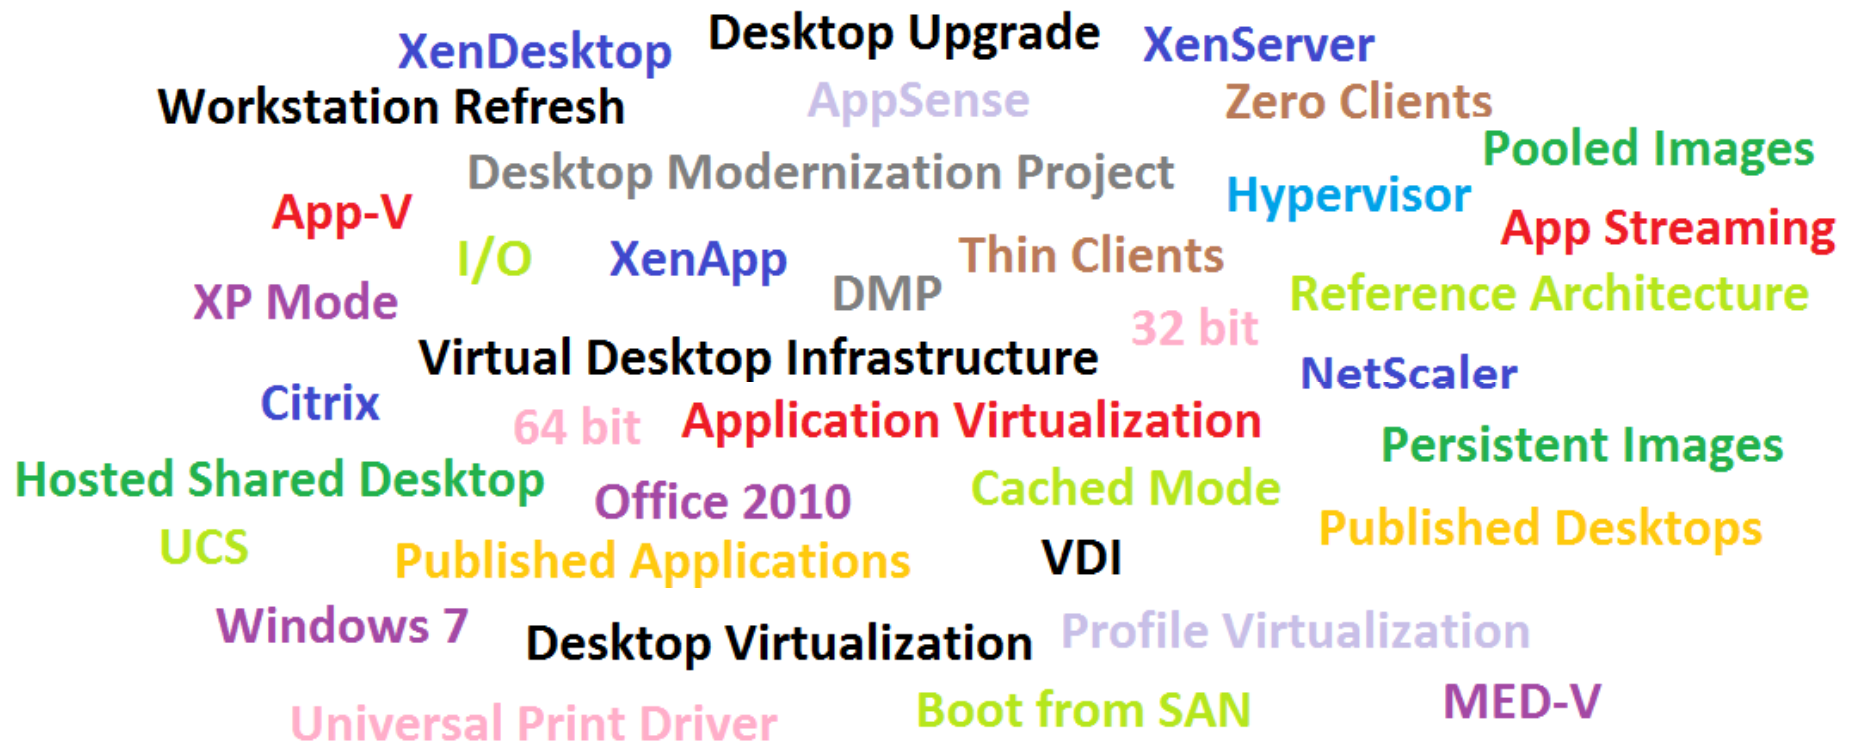 XenDesktop
Desktop Upgrade
XenServer
Workstation Refresh
AppSense
Zero Clients
Pooled Images
Desktop Modernization Project
Hypervisor
App-V
App Streaming
I/O
XenApp
Thin Clients
XP Mode
DMP
Reference Architecture
32 bit
Virtual Desktop Infrastructure
NetScaler
Citrix
64 bit
Application Virtualization
Persistent Images
Hosted Shared Desktop
Office 2010
Cached Mode
Published Desktops
UCS
Published Applications
VDI
Windows 7
Desktop Virtualization
Profile Virtualization
Universal Print Driver
Boot from SAN
MED-V